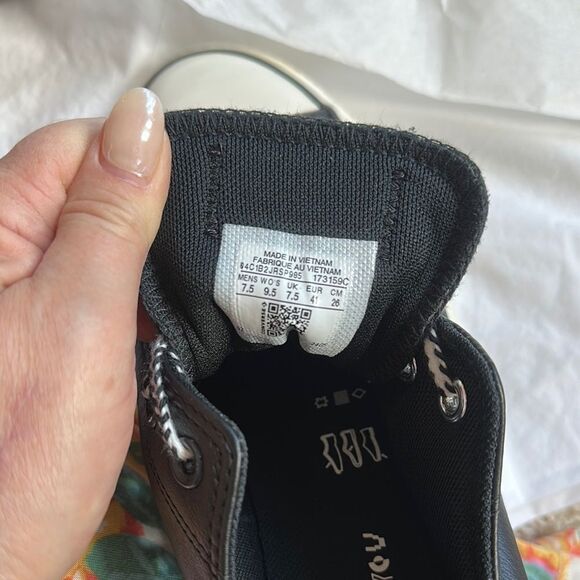 MADE IN VIETNAM
FABRIQUE AU VIETNAM
04C1B2JRSP995 173159C
MENS WO'S UK EUR CM
7.5 9.5 7.5 41 26